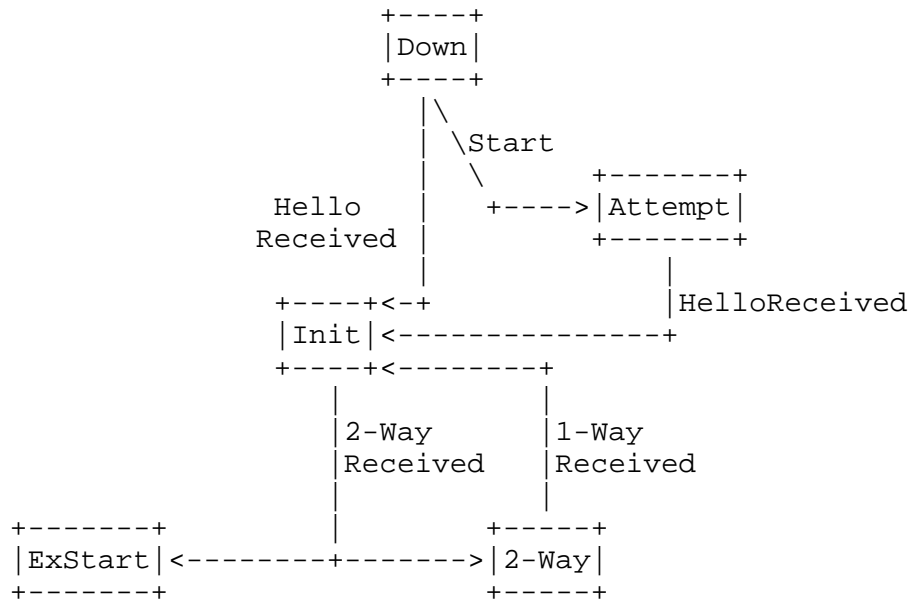 Down
Start
Attempt
Hello
Received
HelloReceived
Init
2-Way 1-Way
Received Received
ExStart 2-Way